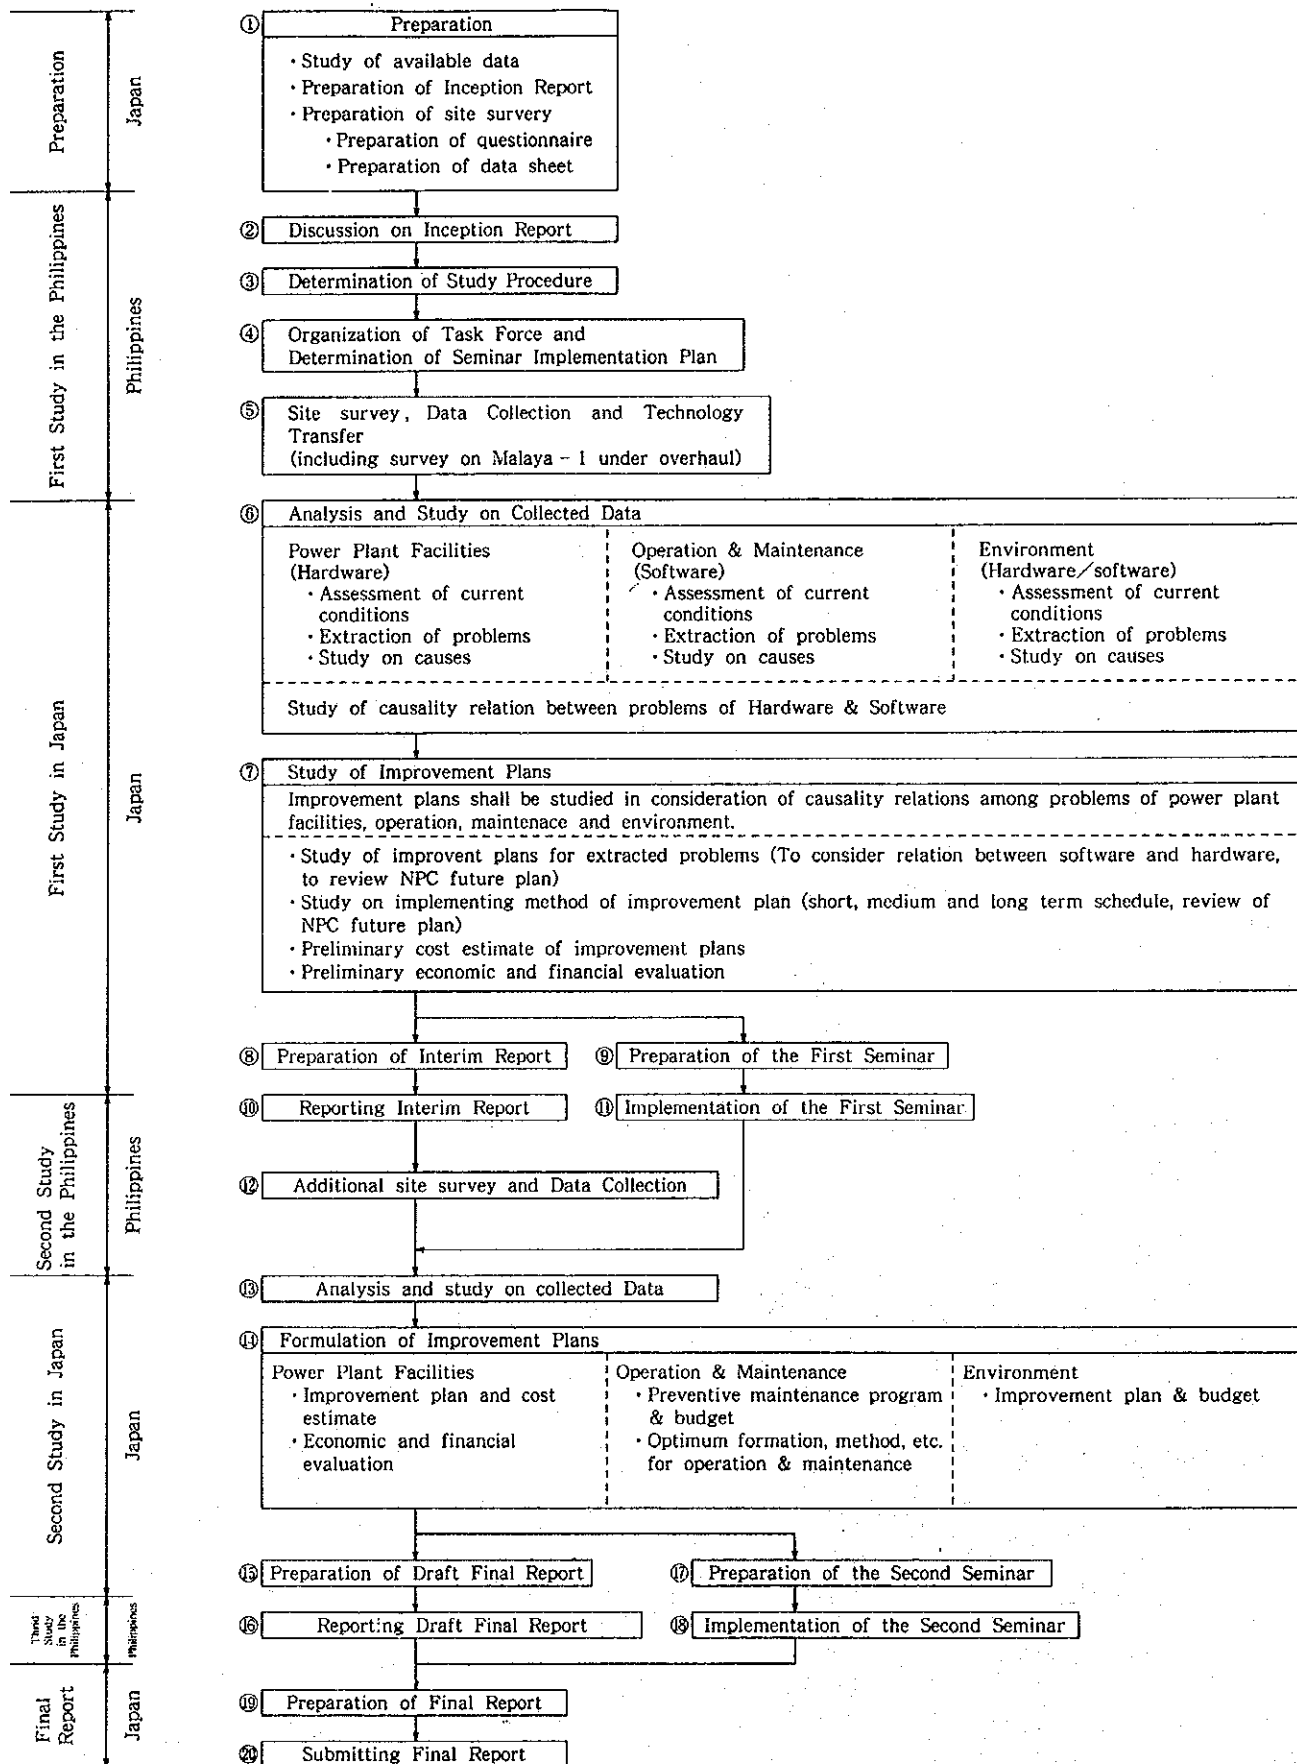 ① Preparation
・Study of available data
・Preparation of Inception Report
・Preparation of site survery
・Preparation of questionnaire
・Preparation of data sheet
Preparation
Japan
② Discussion on Inception Report
③ Determination of Study Procedure
④ Organization of Task Force and
Determination of Seminar Implementation Plan
⑤ Site survey, Data Collection and Technology
Transfer
(including survey on Malaya - 1 under overhaul)
First Study in the Philippines
Philippines
⑥ Analysis and Study on Collected Data
Power Plant Facilities
(Hardware)
・Assessment of current
conditions
・Extraction of problems
・Study on causes
Operation & Maintenance
(Software)
・Assessment of current
conditions
・Extraction of problems
・Study on causes
Environment
(Hardware/software)
・Assessment of current
conditions
・Extraction of problems
・Study on causes
Study of causality relation between problems of Hardware & Software
⑦ Study of Improvement Plans
Improvement plans shall be studied in consideration of causality relations among problems of power plant
facilities, operation, maintenace and environment.
・Study of improvent plans for extracted problems (To consider relation between software and hardware,
to review NPC future plan)
・Study on implementing method of improvement plan (short, medium and long term schedule, review of
NPC future plan)
・Preliminary cost estimate of improvement plans
・Preliminary economic and financial evaluation
⑧ Preparation of Interim Report
⑨ Preparation of the First Seminar
First Study in Japan
Japan
⑩ Reporting Interim Report
⑪ Implementation of the First Seminar
⑫ Additional site survey and Data Collection
Second Study
in the Philippines
Philippines
⑬ Analysis and study on collected Data
⑭ Formulation of Improvement Plans
Power Plant Facilities
・Improvement plan and cost
estimate
・Economic and financial
evaluation
Operation & Maintenance
・Preventive maintenance program
& budget
・Optimum formation, method, etc.
for operation & maintenance
Environment
・Improvement plan & budget
⑮ Preparation of Draft Final Report
⑰ Preparation of the Second Seminar
Second Study in Japan
Japan
⑯ Reporting Draft Final Report
⑱ Implementation of the Second Seminar
Third
Study
in the
Philippines
Philippines
⑲ Preparation of Final Report
⑳ Submitting Final Report
Final
Report
Japan